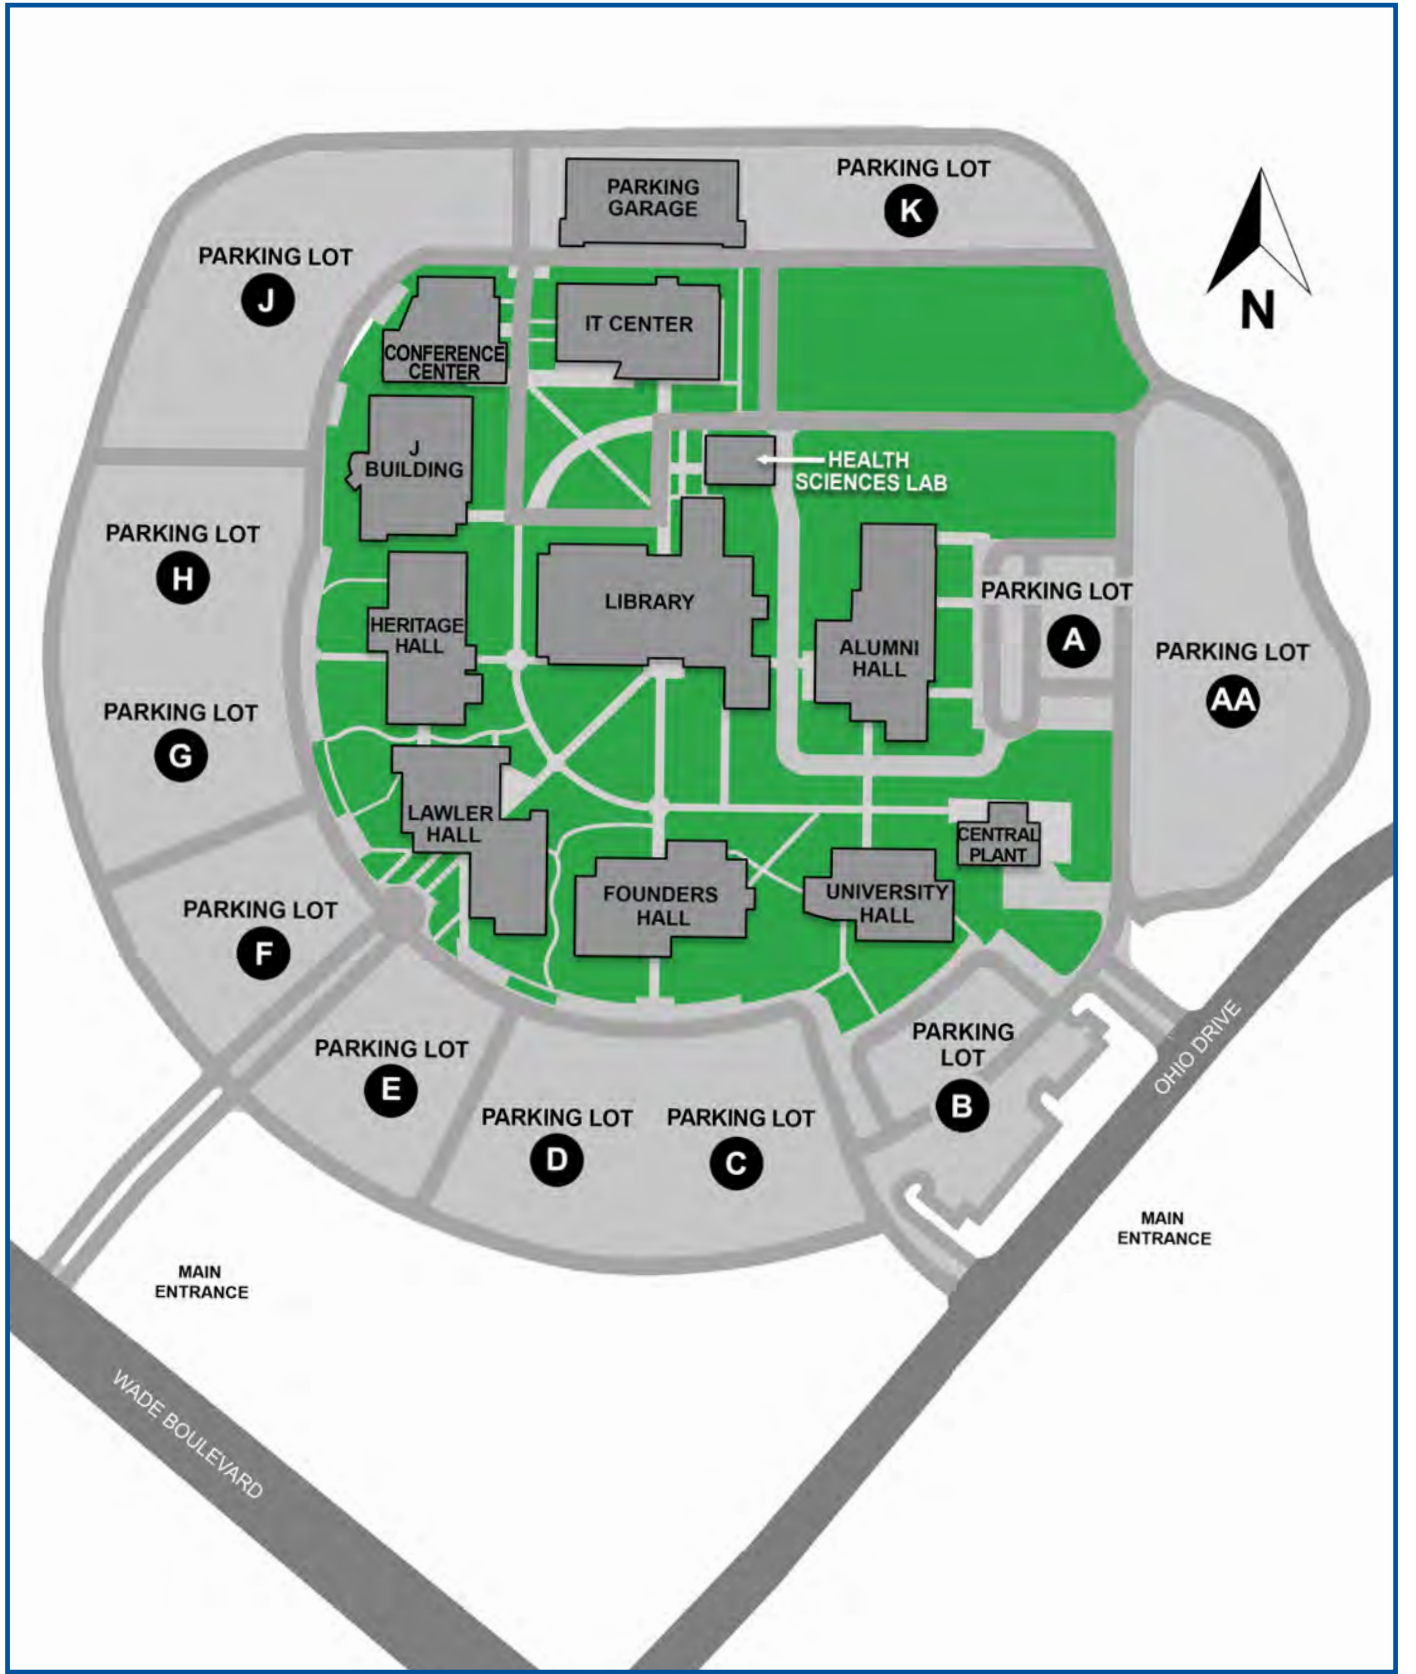 PARKING LOT
K
PARKING
GARAGE
PARKING LOT
J
N
IT CENTER
CONFERENCE
CENTER
J
BUILDING
HEALTH
SCIENCES LAB
PARKING LOT
H
PARKING LOT
A
LIBRARY
HERITAGE
HALL
ALUMNI
HALL
PARKING LOT
AA
PARKING LOT
G
LAWLER
HALL
CENTRAL
PLANT
FOUNDERS
HALL
UNIVERSITY
HALL
PARKING LOT
F
PARKING
LOT
B
OHIO DRIVE
PARKING LOT
E
PARKING LOT
D
PARKING LOT
C
MAIN
ENTRANCE
MAIN
ENTRANCE
WADE BOULEVARD